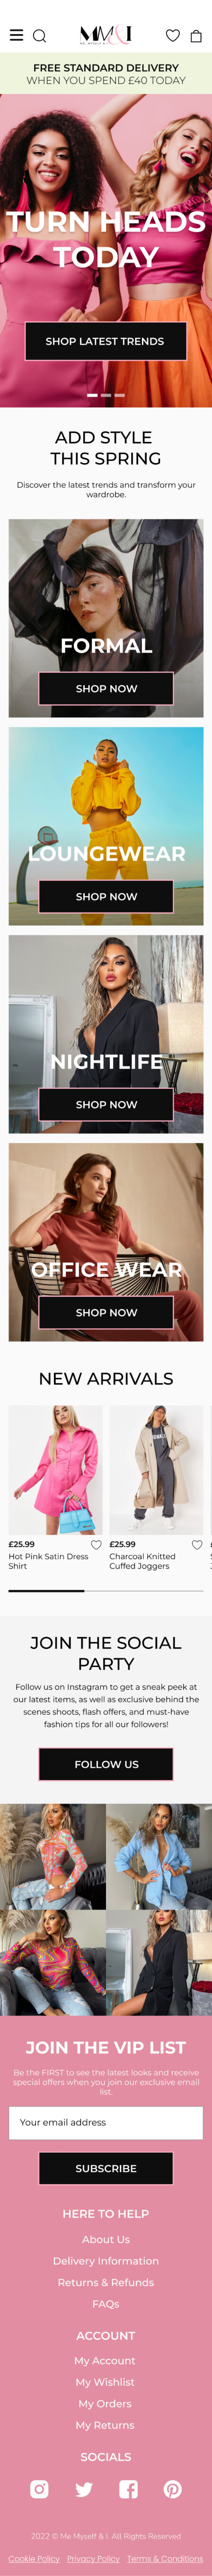 MM&I
ME, MYSELF & I
FREE STANDARD DELIVERY
WHEN YOU SPEND £40 TODAY
TURN HEADS
TODAY
SHOP LATEST TRENDS
ADD STYLE
THIS SPRING
Discover the latest trends and transform your
wardrobe.
FORMAL
SHOP NOW
LOUNGEWEAR
SHOP NOW
NIGHTLIFE
SHOP NOW
OFFICE WEAR
SHOP NOW
NEW ARRIVALS
£25.99
Hot Pink Satin Dress
Shirt
£25.99
Charcoal Knitted
Cuffed Joggers
JOIN THE SOCIAL
PARTY
Follow us on Instagram to get a sneak peek at
our latest items, as well as exclusive behind the
scenes shoots, flash offers, and must-have
fashion tips for all our followers!
FOLLOW US
JOIN THE VIP LIST
Be the FIRST to see the latest looks and receive
special offers when you join our exclusive email
list.
Your email address
SUBSCRIBE
HERE TO HELP
About Us
Delivery Information
Returns & Refunds
FAQs
ACCOUNT
My Account
My Wishlist
My Orders
My Returns
SOCIALS
2022 © Me Myself & I. All Rights Reserved
Cookie Policy Privacy Policy Terms & Conditions